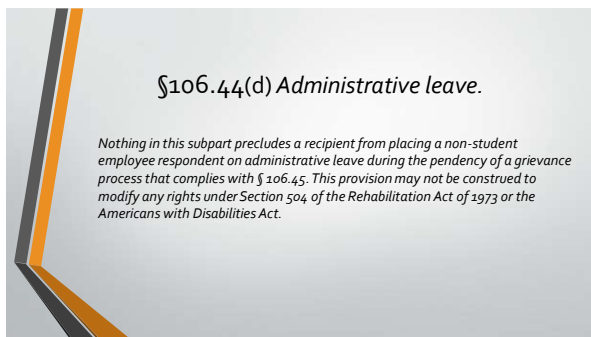 §106.44(d) Administrative leave.
Nothing in this subpart precludes a recipient from placing a non-student
employee respondent on administrative leave during the pendency of a grievance
process that complies with § 106.45. This provision may not be construed to
modify any rights under Section 504 of the Rehabilitation Act of 1973 or the
Americans with Disabilities Act.